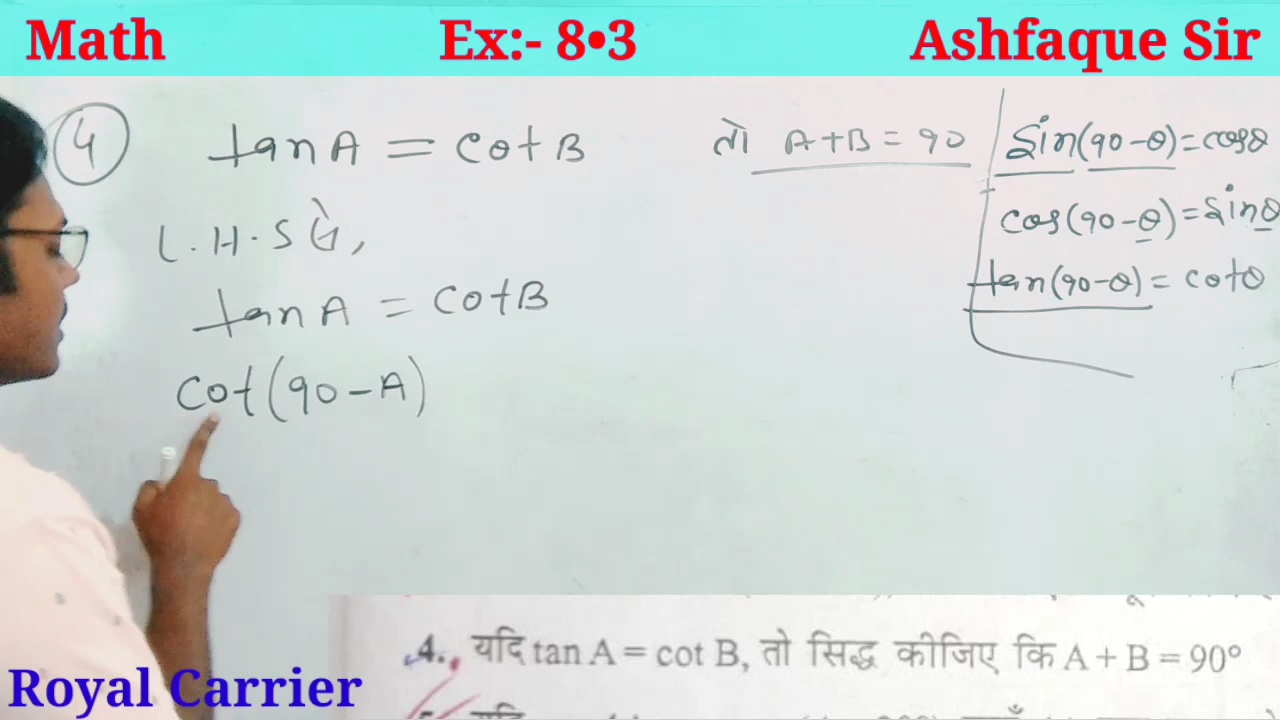 Math Ex:- 8•3 Ashfaque Sir
4 tan A = cot B तो A+B = 90
sin(90-θ)=cosθ
cos(90-θ)=sinθ
tan(90-θ)= cotθ
L.H.S से,
tan A = cot B
cot(90-A)
4. यदि tan A = cot B, तो सिद्ध कीजिए कि A + B = 90°
Royal Carrier